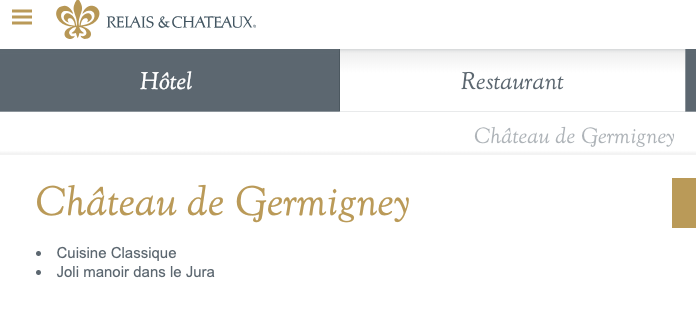 RELAIS & CHATEAUX.
Hôtel
Restaurant
Château de Germigney
Château de Germigney
• Cuisine Classique
• Joli manoir dans le Jura